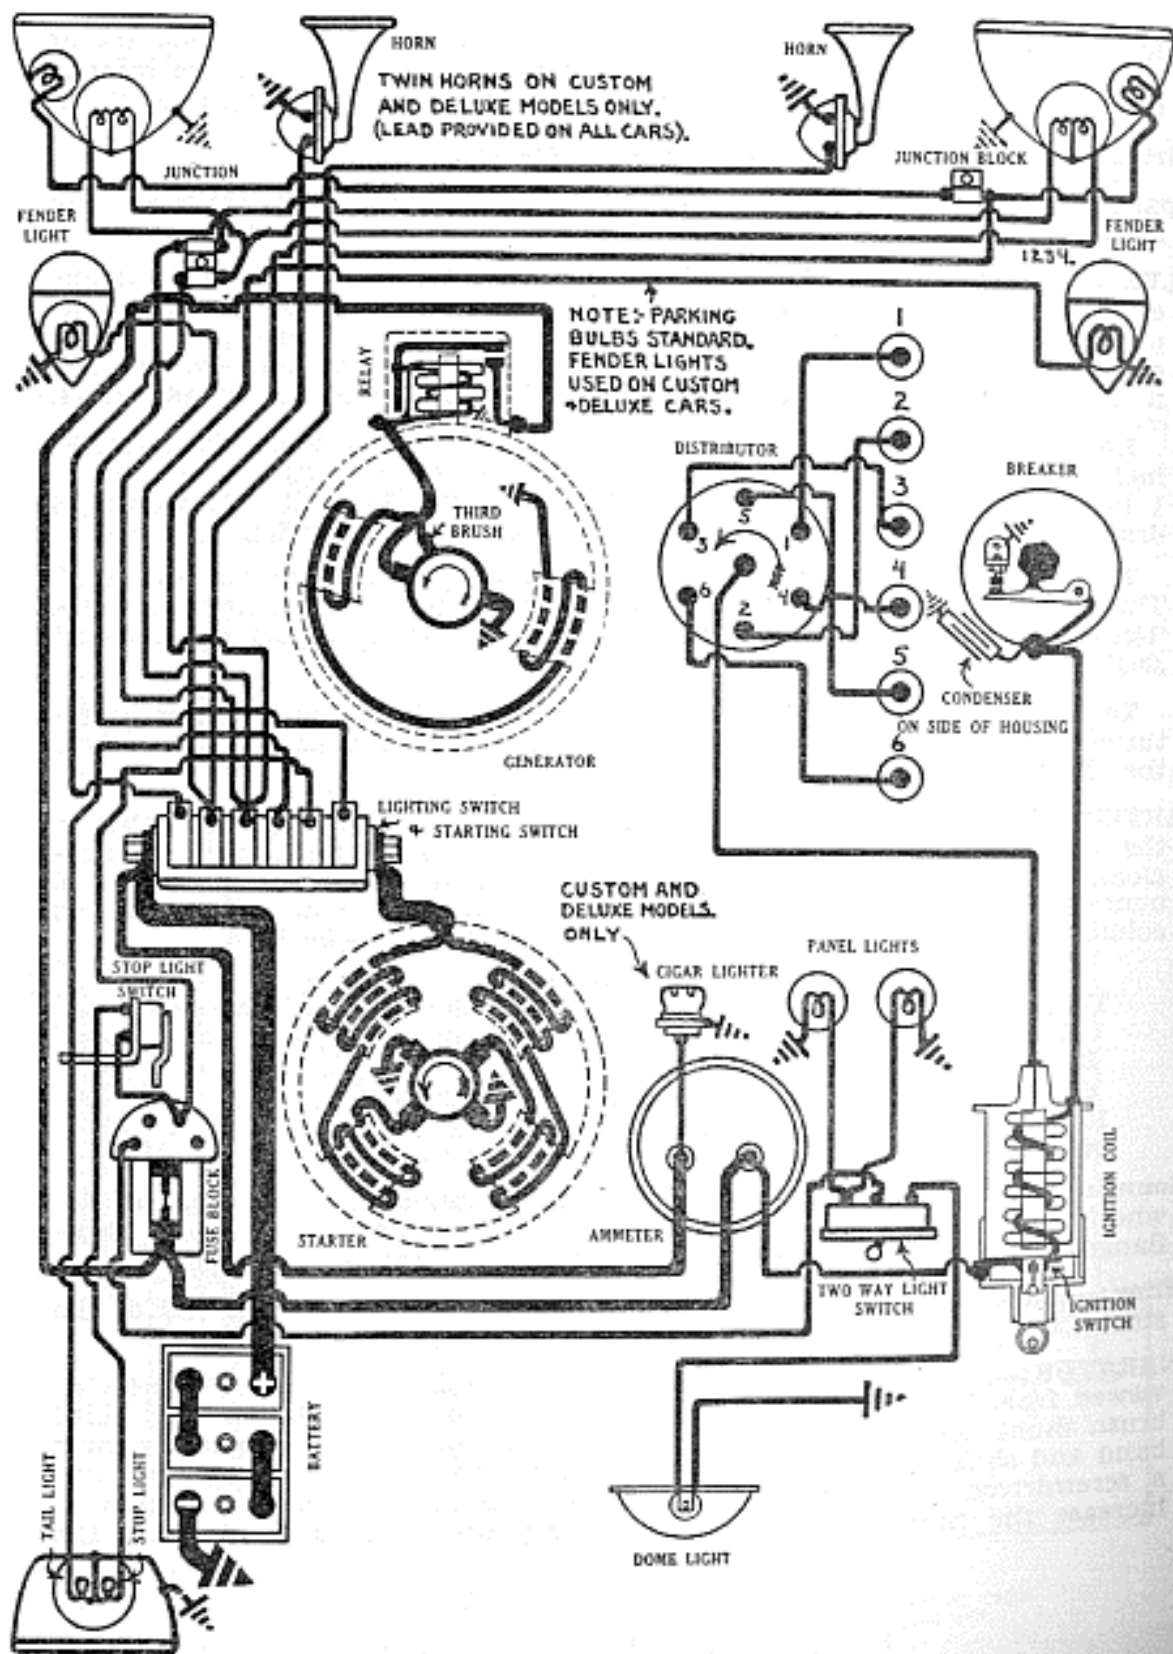 HORN
HORN
TWIN HORNS ON CUSTOM
AND DELUXE MODELS ONLY.
(LEAD PROVIDED ON ALL CARS).
JUNCTION
JUNCTION BLOCK
FENDER
LIGHT
FENDER
LIGHT
1234.
NOTE:- PARKING
BULBS STANDARD.
FENDER LIGHTS
USED ON CUSTOM
+DELUXE CARS.
RELAY
1
2
3
4
5
6
DISTRIBUTOR
5
3
1
6
4
2
BREAKER
THIRD
BRUSH
CONDENSER
ON SIDE OF HOUSING
GENERATOR
LIGHTING SWITCH
+ STARTING SWITCH
CUSTOM AND
DELUXE MODELS.
ONLY
CIGAR LIGHTER
PANEL LIGHTS
STOP LIGHT
SWITCH
FUSE BLOCK
STARTER
AMMETER
TWO WAY LIGHT
SWITCH
IGNITION COIL
IGNITION
SWITCH
BATTERY
TAIL LIGHT
STOP LIGHT
DOME LIGHT